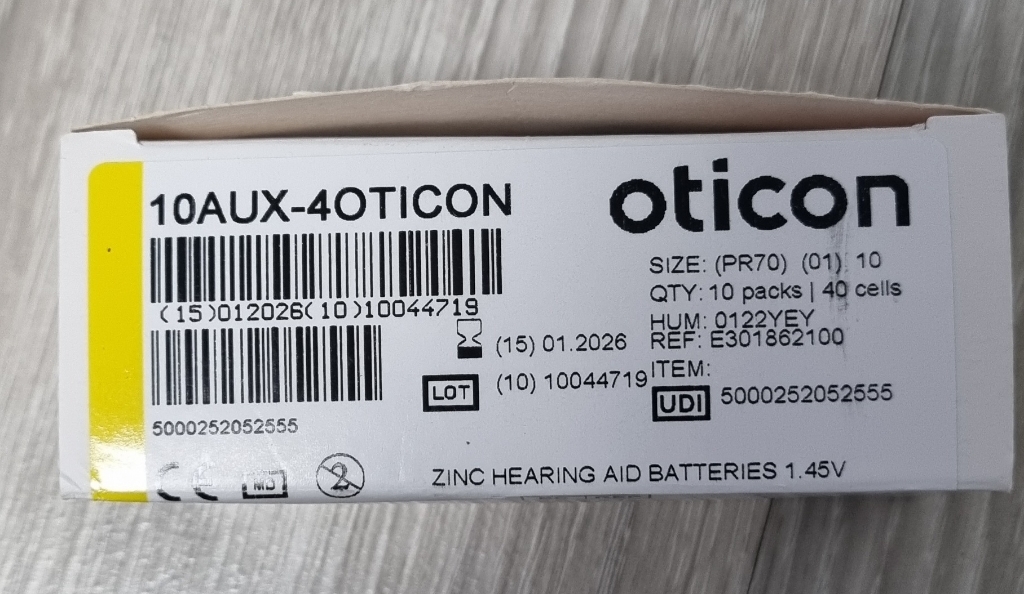 10AUX-4OTICON
oticon
(15)012026(10)10044719
5000252052555
(15) 01.2026
LOT (10) 10044719
SIZE: (PR70) (01) 10
QTY: 10 packs | 40 cells
HUM: 0122YEY
REF: E301862100
ITEM:
UDI 5000252052555
CE MD 2
ZINC HEARING AID BATTERIES 1.45V